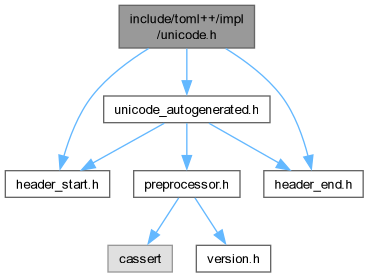 include/toml++/impl
/unicode.h
unicode_autogenerated.h
header_start.h
preprocessor.h
header_end.h
cassert
version.h